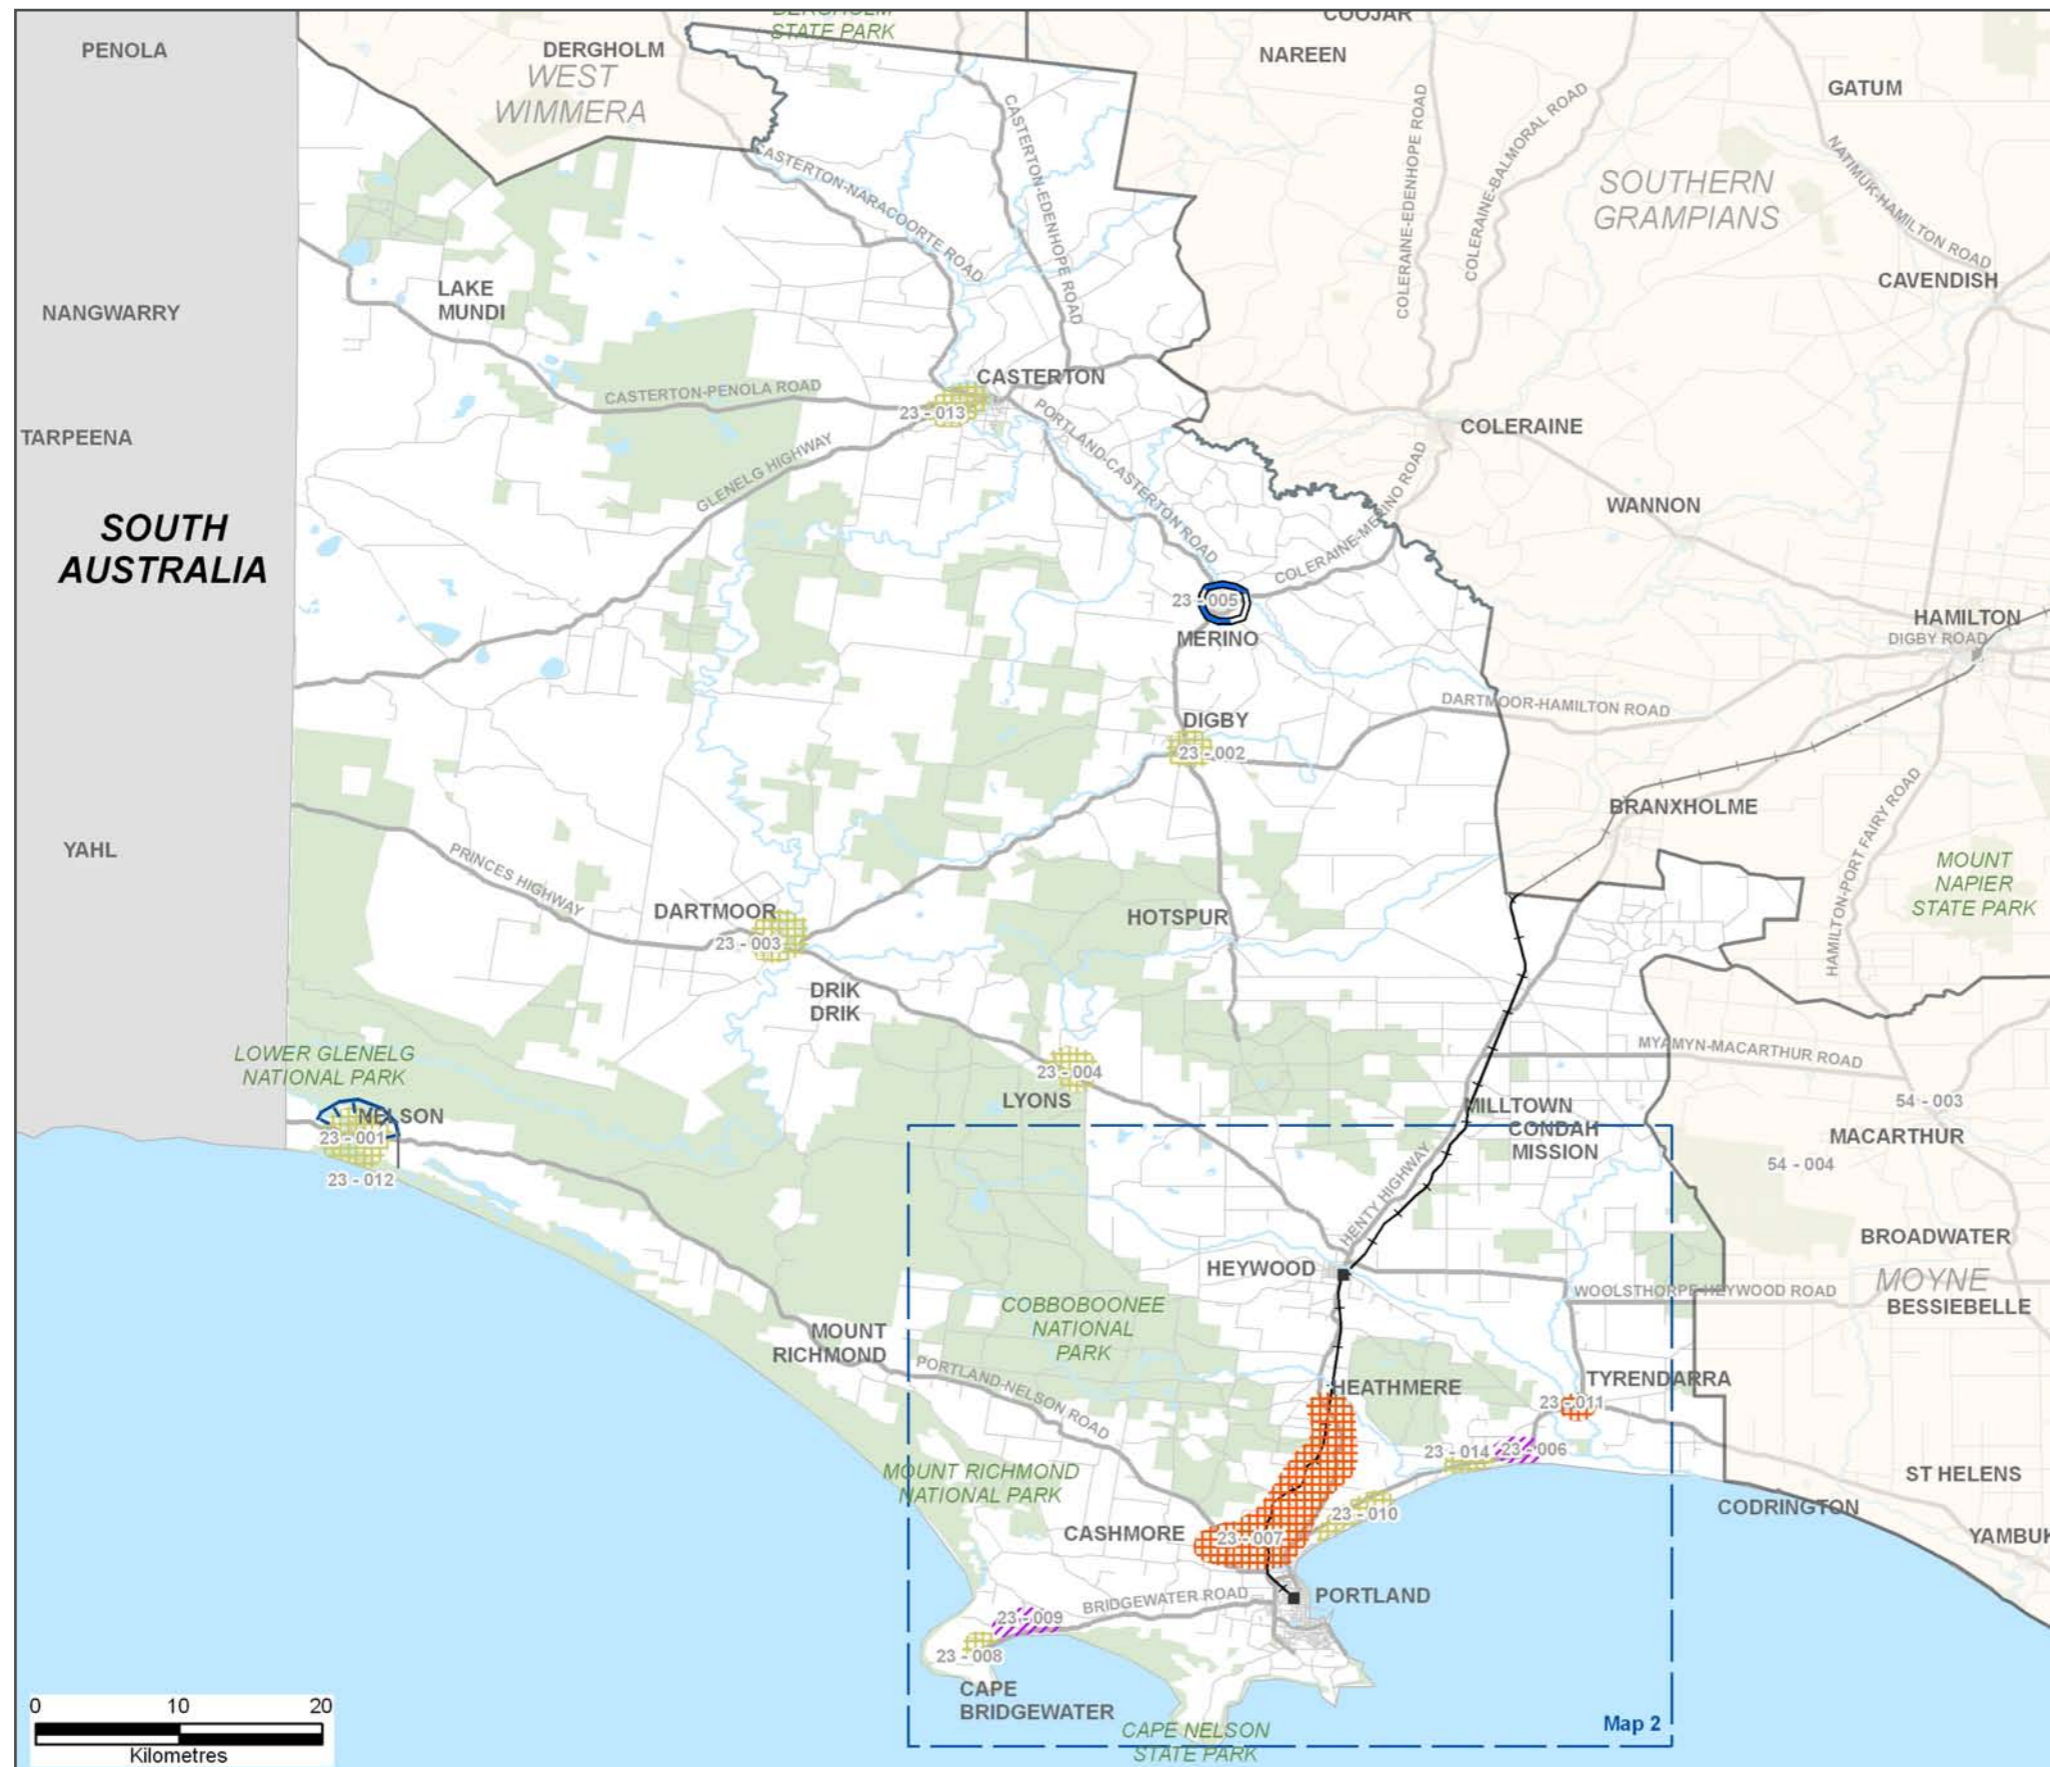 PENOLA
DERGHOLM
STATE PARK
COOJAR
DERGHOLM
WEST
WIMMERA
NAREEN
GATUM
CASTERTON-NARACOORTE ROAD
CASTERTON-EDENHOPE ROAD
COLERAINE-EDENHOPE ROAD
COLERAINE-BALMORAL ROAD
SOUTHERN
GRAMPIANS
NATIMUK-HAMILTON ROAD
CAVENDISH
LAKE
MUNDI
NANGWARRY
CASTERTON
CASTERTON-PENOLA ROAD
23 - 013
PORTLAND-CASTERTON ROAD
COLERAINE
TARPEENA
GLENELG HIGHWAY
COLERAINE-MERINO ROAD
WANNON
SOUTH
AUSTRALIA
23 - 005
MERINO
HAMILTON
DIGBY ROAD
DARTMOOR-HAMILTON ROAD
DIGBY
23 - 002
BRANXHOLME
YAHL
PRINCES HIGHWAY
HAMILTON-PORT FAIRY ROAD
MOUNT
NAPIER
STATE PARK
DARTMOOR
23 - 003
HOTSPUR
DRIK
DRIK
LOWER GLENELG
NATIONAL PARK
MYAMYN-MACARTHUR ROAD
23 - 004
LYONS
NELSON
23 - 001
23 - 012
MILLTOWN
CONDAH
MISSION
54 - 003
MACARTHUR
54 - 004
HENTY HIGHWAY
BROADWATER
HEYWOOD
MOYNE
WOOLSTHORPE-HEYWOOD ROAD
BESSIEBELLE
COBBOBOONEE
NATIONAL
PARK
MOUNT
RICHMOND
PORTLAND-NELSON ROAD
HEATHMERE
TYRENDARRA
23 - 011
23 - 014
23 - 006
MOUNT RICHMOND
NATIONAL PARK
ST HELENS
CODRINGTON
23 - 010
CASHMORE
23 - 007
YAMBUK
BRIDGEWATER ROAD
PORTLAND
23 - 009
23 - 008
CAPE
BRIDGEWATER
CAPE NELSON
STATE PARK
Map 2
0 10 20
Kilometres